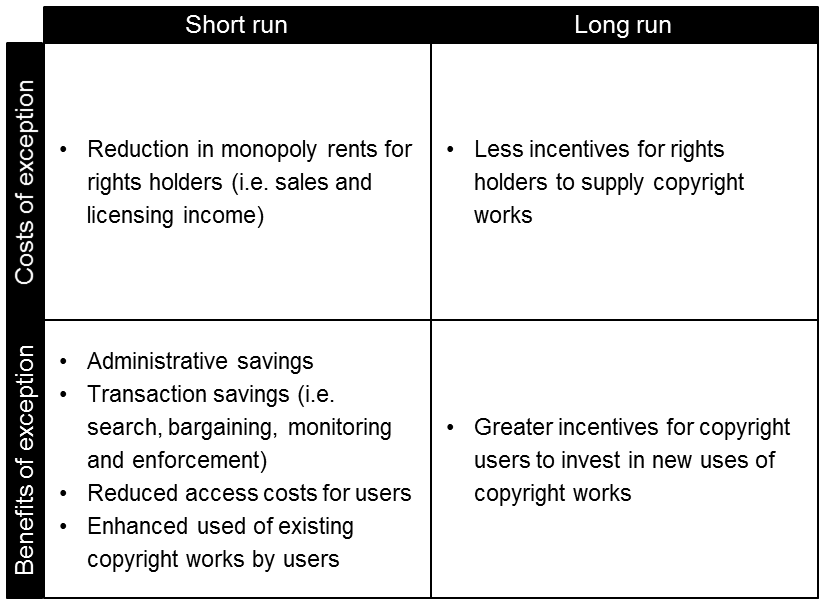 Short run
Long run
Costs of exception
• Reduction in monopoly rents for
rights holders (i.e. sales and
licensing income)
• Less incentives for rights
holders to supply copyright
works
Benefits of exception
• Administrative savings
• Transaction savings (i.e.
search, bargaining, monitoring
and enforcement)
• Reduced access costs for users
• Enhanced used of existing
copyright works by users
• Greater incentives for copyright
users to invest in new uses of
copyright works